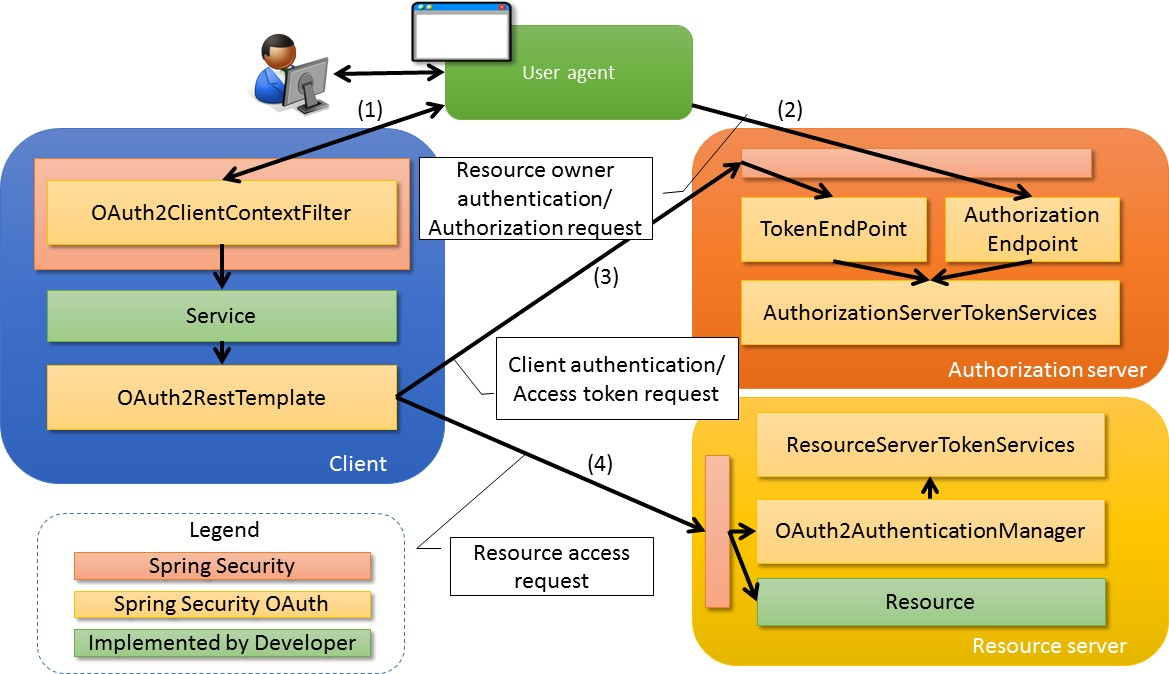 User agent
(1)
(2)
OAuth2ClientContextFilter
Service
OAuth2RestTemplate
Client
Resource owner
authentication/
Authorization request
(3)
Client authentication/
Access token request
(4)
Resource access
request
TokenEndPoint
Authorization
Endpoint
AuthorizationServerTokenServices
Authorization server
ResourceServerTokenServices
OAuth2AuthenticationManager
Resource
Resource server
Legend
Spring Security
Spring Security OAuth
Implemented by Developer